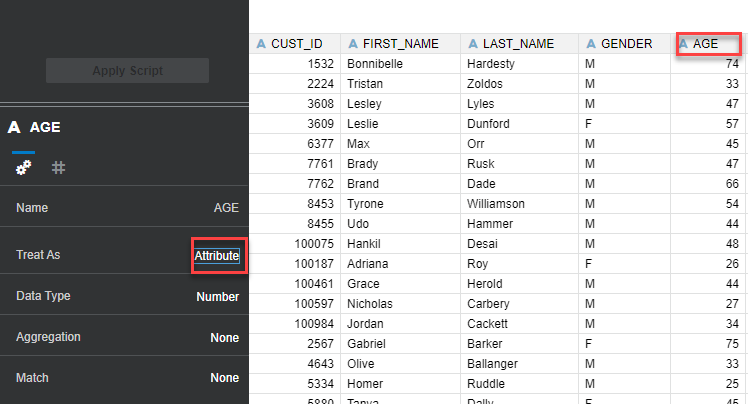 Apply Script
A AGE
Name AGE
Treat As Attribute
Data Type Number
Aggregation None
Match None
A CUST_ID A FIRST_NAME A LAST_NAME A GENDER A AGE
1532 Bonnibelle Hardesty M 74
2224 Tristan Zoldos M 33
3608 Lesley Lyles M 47
3609 Leslie Dunford F 57
6377 Max Orr M 45
7761 Brady Rusk M 47
7762 Brand Dade M 66
8453 Tyrone Williamson M 54
8455 Udo Hammer M 44
100075 Hankil Desai M 48
100187 Adriana Roy F 26
100461 Grace Herold M 44
100597 Nicholas Carbery M 27
100984 Jordan Cackett M 34
2567 Gabriel Barker F 75
4643 Olive Ballanger M 33
5334 Homer Ruddle M 25
5880 Tanya Dally F 45